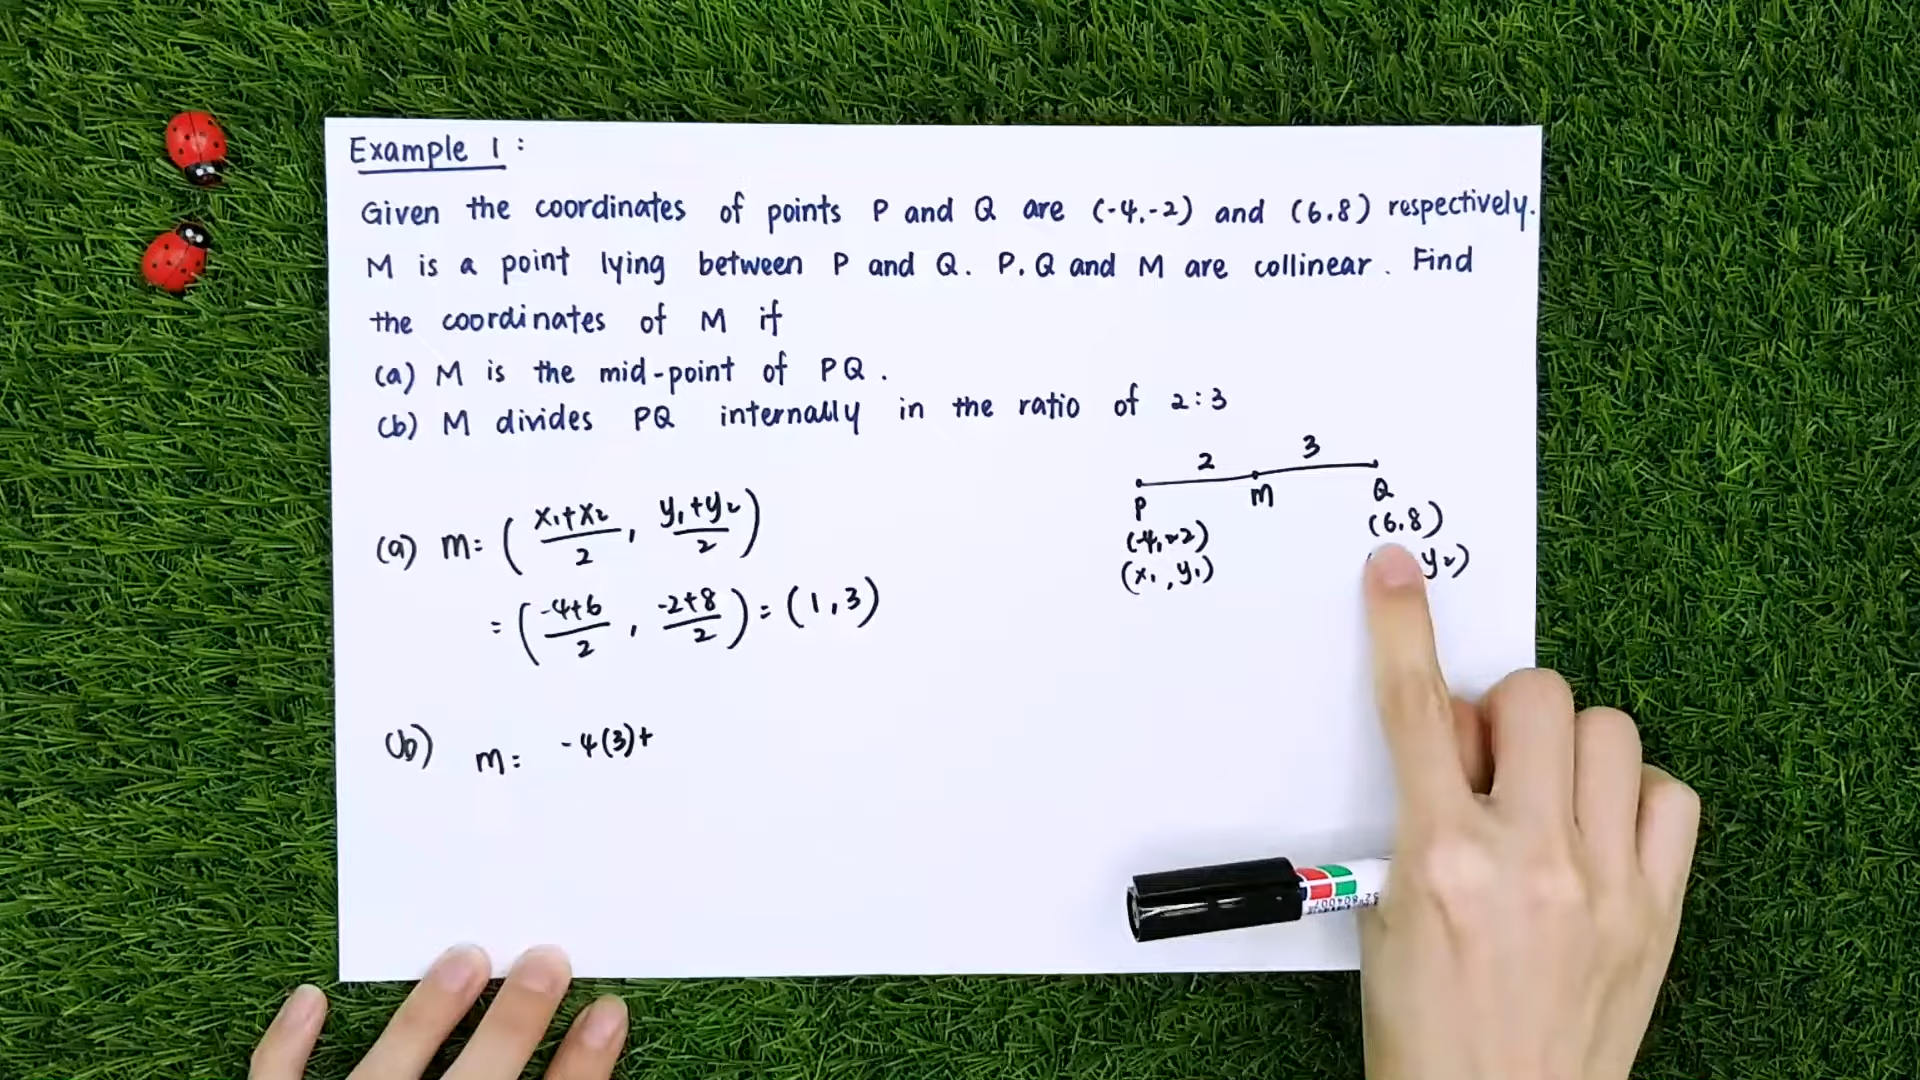 Example 1 :
Given the coordinates of points P and Q are (-4,-2) and (6,8) respectively.
M is a point lying between P and Q. P, Q and M are collinear. Find
the coordinates of M if
(a) M is the mid-point of PQ.
(b) M divides PQ internally in the ratio of 2:3
2 3
P M Q
(-4,-2) (6,8)
(x₁, y₁) , y₂)
(a) m = ( x₁+x₂/2 , y₁+y₂/2 )
= ( -4+6/2 , -2+8/2 ) = (1,3)
(b) m = -4(3)+